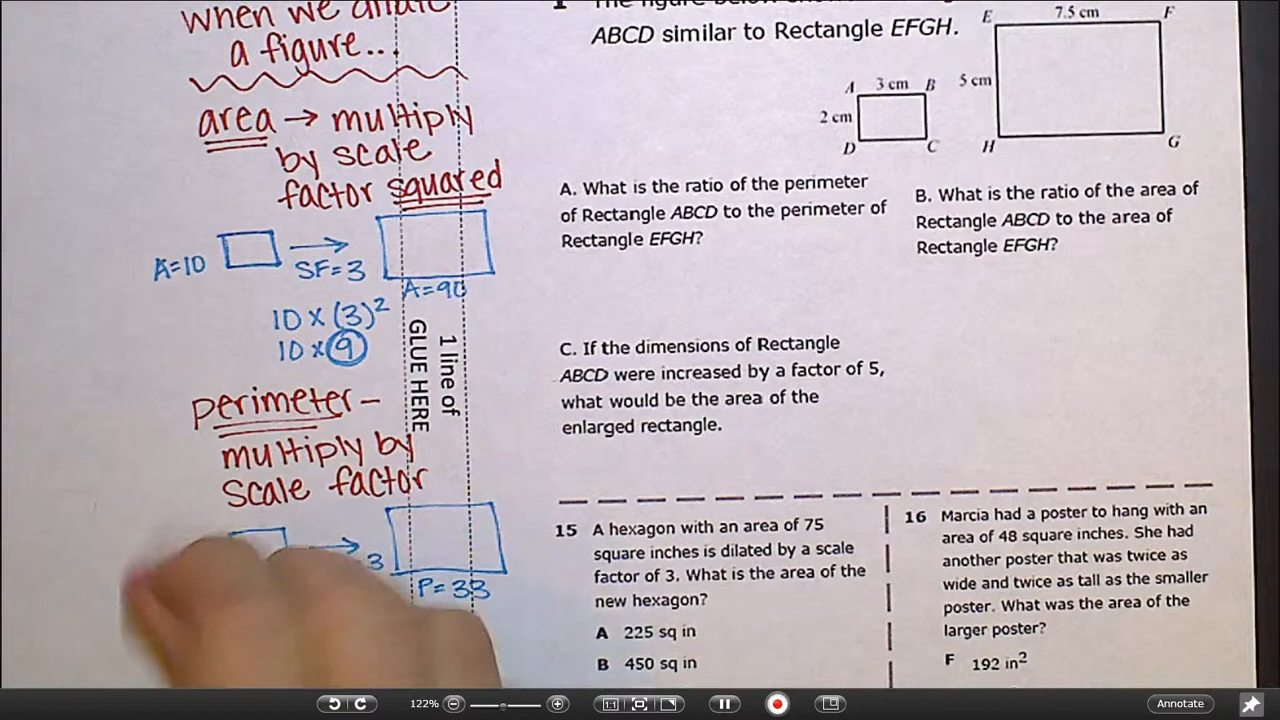 when we dilate
a figure...
area → multiply
by scale
factor squared
A=10
SF=3
A=90
10 x (3)²
10 x 9
1 line of
GLUE HERE
perimeter -
multiply by
scale factor
3
P=33
ABCD similar to Rectangle EFGH.
E 7.5 cm F
5 cm
H G
A 3 cm B
2 cm
D C
A. What is the ratio of the perimeter
of Rectangle ABCD to the perimeter of
Rectangle EFGH?
B. What is the ratio of the area of
Rectangle ABCD to the area of
Rectangle EFGH?
C. If the dimensions of Rectangle
ABCD were increased by a factor of 5,
what would be the area of the
enlarged rectangle.
15 A hexagon with an area of 75
square inches is dilated by a scale
factor of 3. What is the area of the
new hexagon?
A 225 sq in
B 450 sq in
16 Marcia had a poster to hang with an
area of 48 square inches. She had
another poster that was twice as
wide and twice as tall as the smaller
poster. What was the area of the
larger poster?
F 192 in²
122%
1:1
Annotate